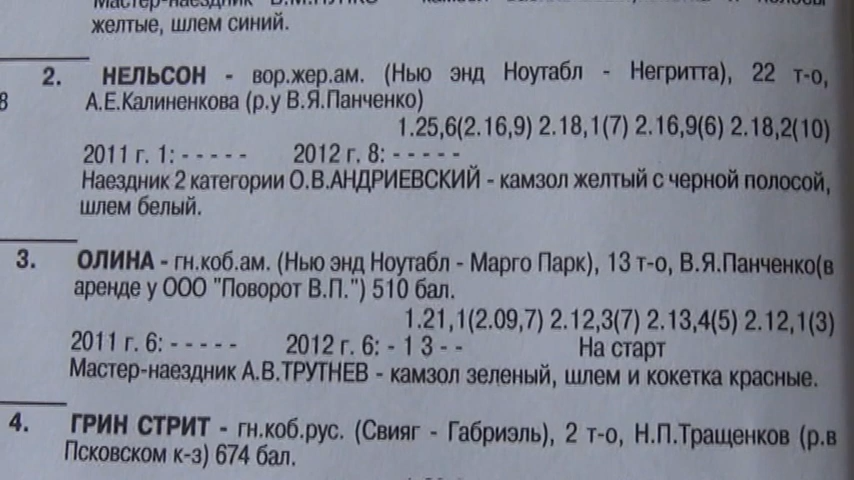 желтые, шлем синий.
2. НЕЛЬСОН - вор.жер.ам. (Нью энд Ноутабл - Негритта), 22 т-о,
8 А.Е.Калиненкова (р.у В.Я.Панченко)
1.25,6(2.16,9) 2.18,1(7) 2.16,9(6) 2.18,2(10)
2011 г. 1: - - - - - 2012 г. 8: - - - - -
Наездник 2 категории О.В.АНДРИЕВСКИЙ - камзол желтый с черной полосой,
шлем белый.
3. ОЛИНА - гн.коб.ам. (Нью энд Ноутабл - Марго Парк), 13 т-о, В.Я.Панченко(в
аренде у ООО "Поворот В.П.") 510 бал.
1.21,1(2.09,7) 2.12,3(7) 2.13,4(5) 2.12,1(3)
2011 г. 6: - - - - - 2012 г. 6: - 1 3 - - На старт
Мастер-наездник А.В.ТРУТНЕВ - камзол зеленый, шлем и кокетка красные.
4. ГРИН СТРИТ - гн.коб.рус. (Свияг - Габриэль), 2 т-о, Н.П.Тращенков (р.в
Псковском к-з) 674 бал.